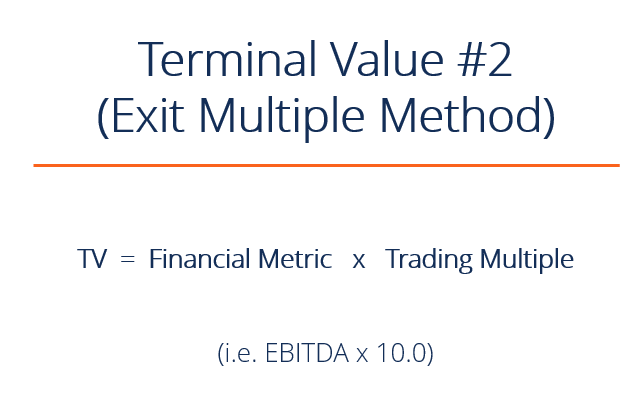 Terminal Value #2
(Exit Multiple Method)
TV = Financial Metric x Trading Multiple
(i.e. EBITDA x 10.0)